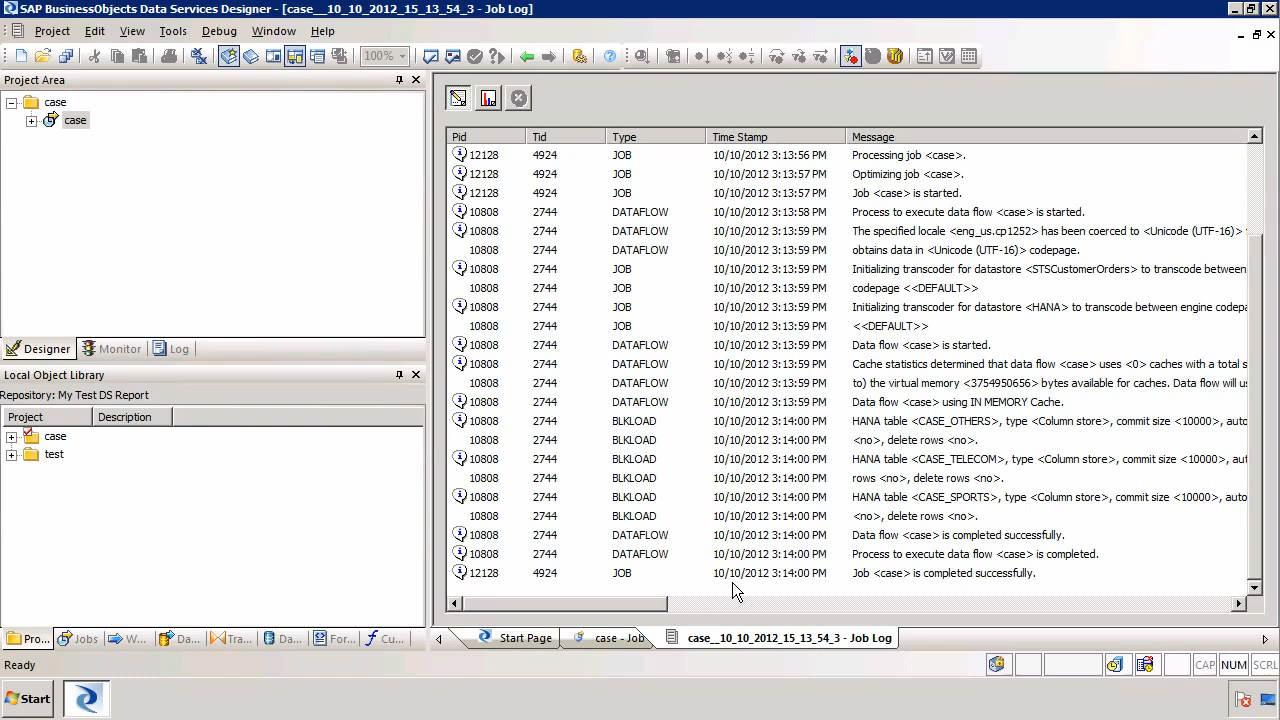 SAP BusinessObjects Data Services Designer - [case__10_10_2012_15_13_54_3 - Job Log]
Project Edit View Tools Debug Window Help
100%
Project Area
case
case
Designer Monitor Log
Local Object Library
Repository: My Test DS Report
Project Description
case
test
Pro... Jobs W... Da... Tra... Da... For... Cu...
Pid Tid Type Time Stamp Message
12128 4924 JOB 10/10/2012 3:13:56 PM Processing job <case>.
12128 4924 JOB 10/10/2012 3:13:57 PM Optimizing job <case>.
12128 4924 JOB 10/10/2012 3:13:57 PM Job <case> is started.
10808 2744 DATAFLOW 10/10/2012 3:13:58 PM Process to execute data flow <case> is started.
10808 2744 DATAFLOW 10/10/2012 3:13:59 PM The specified locale <eng_us.cp1252> has been coerced to <Unicode (UTF-16)>
10808 2744 DATAFLOW 10/10/2012 3:13:59 PM obtains data in <Unicode (UTF-16)> codepage.
10808 2744 JOB 10/10/2012 3:13:59 PM Initializing transcoder for datastore <STSCustomerOrders> to transcode between
10808 2744 JOB 10/10/2012 3:13:59 PM codepage <<DEFAULT>>
10808 2744 JOB 10/10/2012 3:13:59 PM Initializing transcoder for datastore <HANA> to transcode between engine codepa
10808 2744 JOB 10/10/2012 3:13:59 PM <<DEFAULT>>
10808 2744 DATAFLOW 10/10/2012 3:13:59 PM Data flow <case> is started.
10808 2744 DATAFLOW 10/10/2012 3:13:59 PM Cache statistics determined that data flow <case> uses <0> caches with a total s
10808 2744 DATAFLOW 10/10/2012 3:13:59 PM to) the virtual memory <3754950656> bytes available for caches. Data flow will us
10808 2744 DATAFLOW 10/10/2012 3:13:59 PM Data flow <case> using IN MEMORY Cache.
10808 2744 BLKLOAD 10/10/2012 3:14:00 PM HANA table <CASE_OTHERS>, type <Column store>, commit size <10000>, auto
10808 2744 BLKLOAD 10/10/2012 3:14:00 PM <no>, delete rows <no>.
10808 2744 BLKLOAD 10/10/2012 3:14:00 PM HANA table <CASE_TELECOM>, type <Column store>, commit size <10000>, au
10808 2744 BLKLOAD 10/10/2012 3:14:00 PM rows <no>, delete rows <no>.
10808 2744 BLKLOAD 10/10/2012 3:14:00 PM HANA table <CASE_SPORTS>, type <Column store>, commit size <10000>, auto
10808 2744 BLKLOAD 10/10/2012 3:14:00 PM <no>, delete rows <no>.
10808 2744 DATAFLOW 10/10/2012 3:14:00 PM Data flow <case> is completed successfully.
10808 2744 DATAFLOW 10/10/2012 3:14:00 PM Process to execute data flow <case> is completed.
12128 4924 JOB 10/10/2012 3:14:00 PM Job <case> is completed successfully.
Start Page case - Job case__10_10_2012_15_13_54_3 - Job Log
Ready CAP NUM SCRL
Start